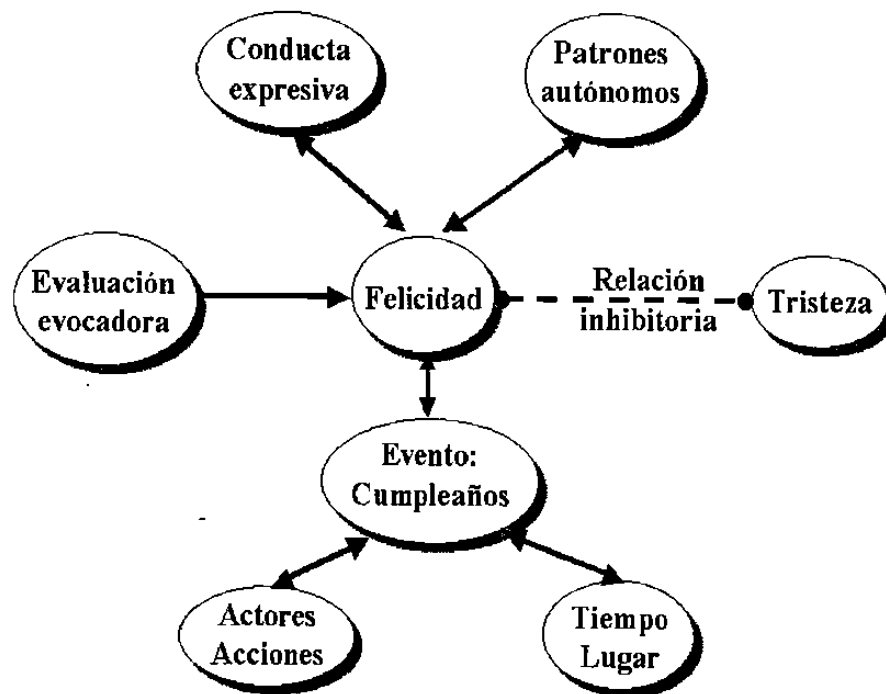 Conducta
expresiva
Patrones
autónomos
Evaluación
evocadora
Felicidad
Relación
inhibitoria
Tristeza
Evento:
Cumpleaños
Actores
Acciones
Tiempo
Lugar